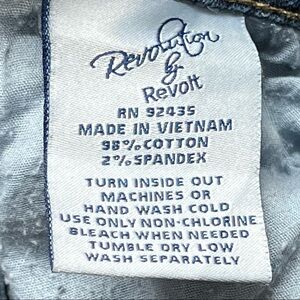 Revolution
by
Revolt
RN 92435
MADE IN VIETNAM
98% COTTON
2% SPANDEX
TURN INSIDE OUT
MACHINES OR
HAND WASH COLD
USE ONLY NON-CHLORINE
BLEACH WHEN NEEDED
TUMBLE DRY LOW
WASH SEPARATELY